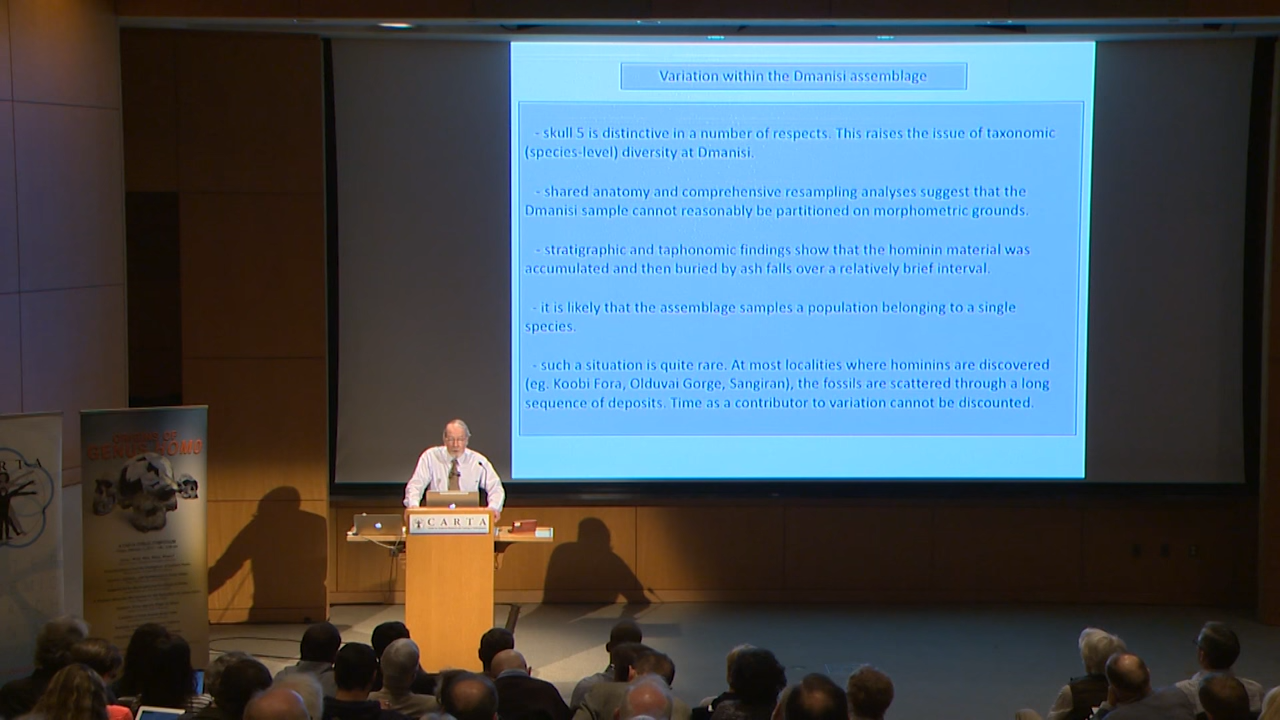 Variation within the Dmanisi assemblage
- skull 5 is distinctive in a number of respects. This raises the issue of taxonomic
(species-level) diversity at Dmanisi.
- shared anatomy and comprehensive resampling analyses suggest that the
Dmanisi sample cannot reasonably be partitioned on morphometric grounds.
- stratigraphic and taphonomic findings show that the hominin material was
accumulated and then buried by ash falls over a relatively brief interval.
- it is likely that the assemblage samples a population belonging to a single
species.
- such a situation is quite rare. At most localities where hominins are discovered
(eg. Koobi Fora, Olduvai Gorge, Sangiran), the fossils are scattered through a long
sequence of deposits. Time as a contributor to variation cannot be discounted.
ORIGINS OF
GENUS HOMO
CARTA